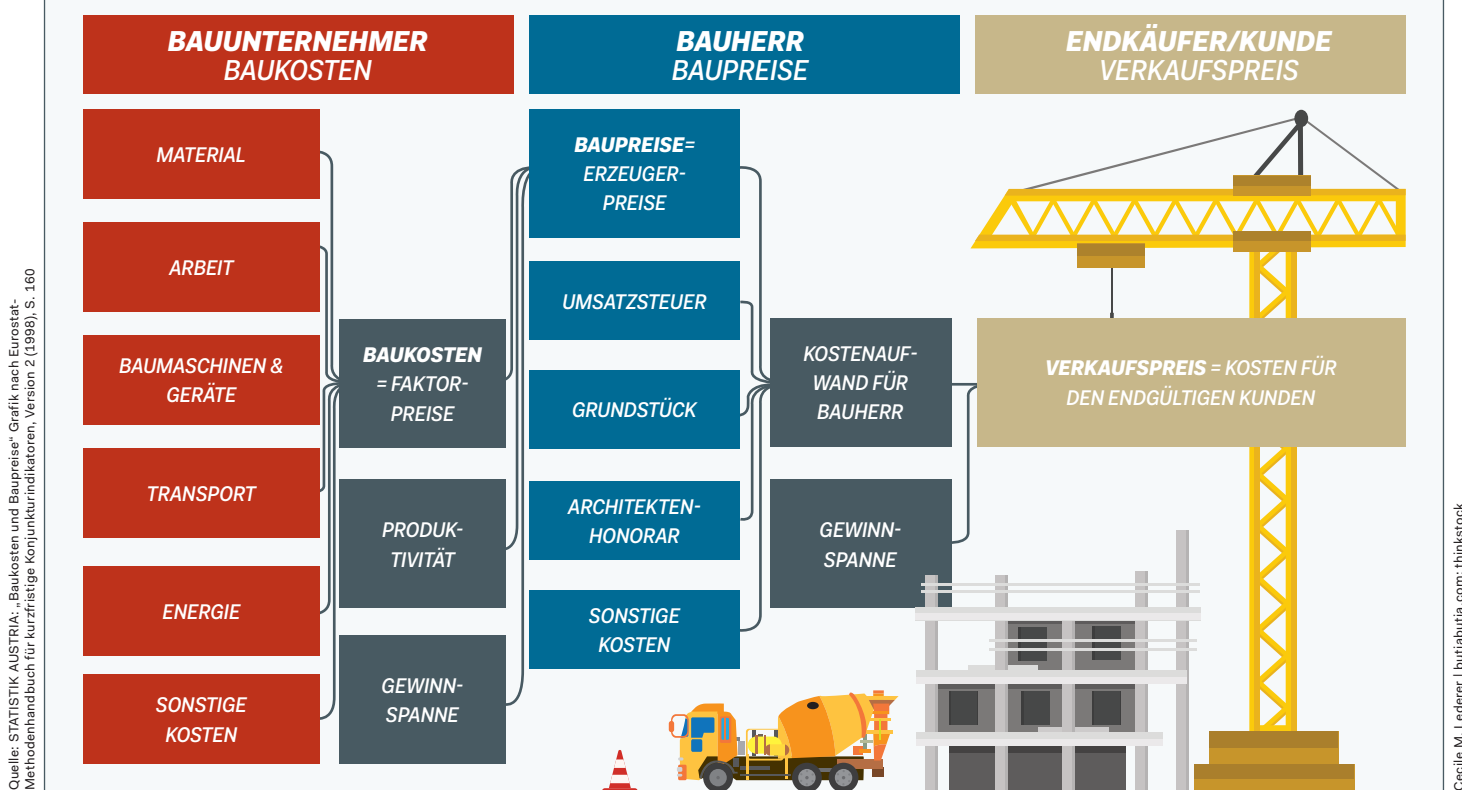 BAUUNTERNEHMER
BAUKOSTEN
BAUHERR
BAUPREISE
ENDKÄUFER/KUNDE
VERKAUFSPREIS
MATERIAL
ARBEIT
BAUMASCHINEN &
GERÄTE
TRANSPORT
ENERGIE
SONSTIGE
KOSTEN
BAUKOSTEN
= FAKTOR-
PREISE
PRODUK-
TIVITÄT
GEWINN-
SPANNE
BAUPREISE=
ERZEUGER-
PREISE
UMSATZSTEUER
GRUNDSTÜCK
ARCHITEKTEN-
HONORAR
SONSTIGE
KOSTEN
KOSTENAUF-
WAND FÜR
BAUHERR
GEWINN-
SPANNE
VERKAUFSPREIS = KOSTEN FÜR
DEN ENDGÜLTIGEN KUNDEN
Quelle: STATISTIK AUSTRIA: „Baukosten und Baupreise“ Grafik nach Eurostat-
Methodenhandbuch für kurzfristige Konjunkturindikatoren, Version 2 (1998), S. 160
Cecile M. Lederer | butiabutia.com; thinkstock